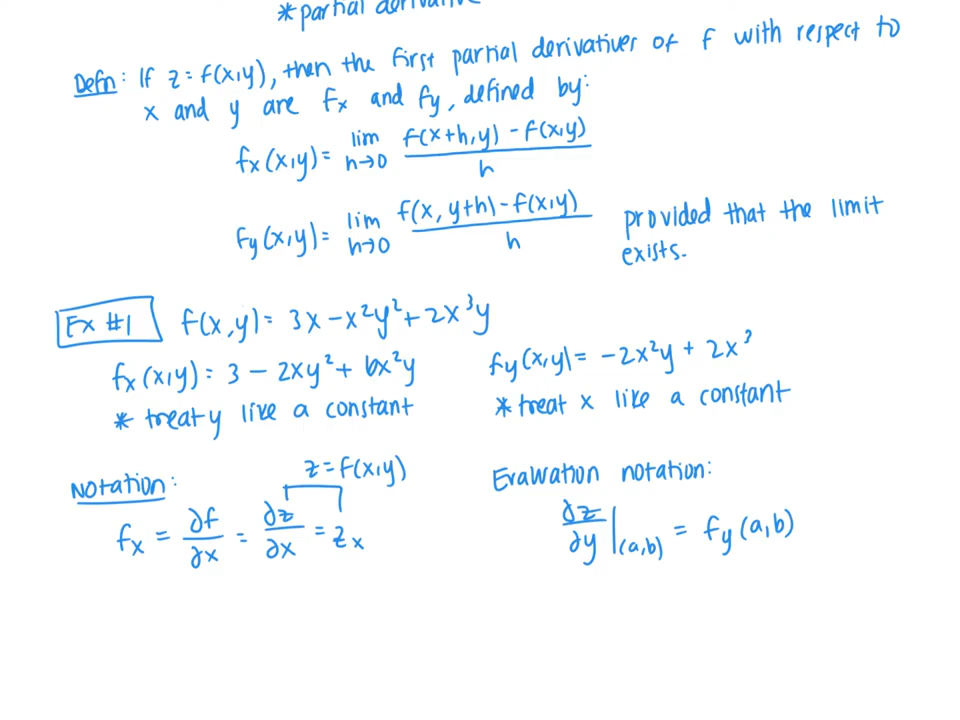 *partial derivative
Defn: If z = f(x,y), then the first partial derivatives of f with respect to
x and y are fx and fy, defined by:
fx(x,y) = lim h→0 f(x+h,y) - f(x,y) / h
fy(x,y) = lim h→0 f(x, y+h) - f(x,y) / h provided that the limit
exists.
Ex #1 f(x,y) = 3x - x²y² + 2x³y
fx(x,y) = 3 - 2xy² + 6x²y
* treat y like a constant
fy(x,y) = -2x²y + 2x³
* treat x like a constant
Notation:
z = f(x,y)
fx = ∂f/∂x = ∂z/∂x = zx
Evaluation notation:
∂z/∂y |(a,b) = fy(a,b)